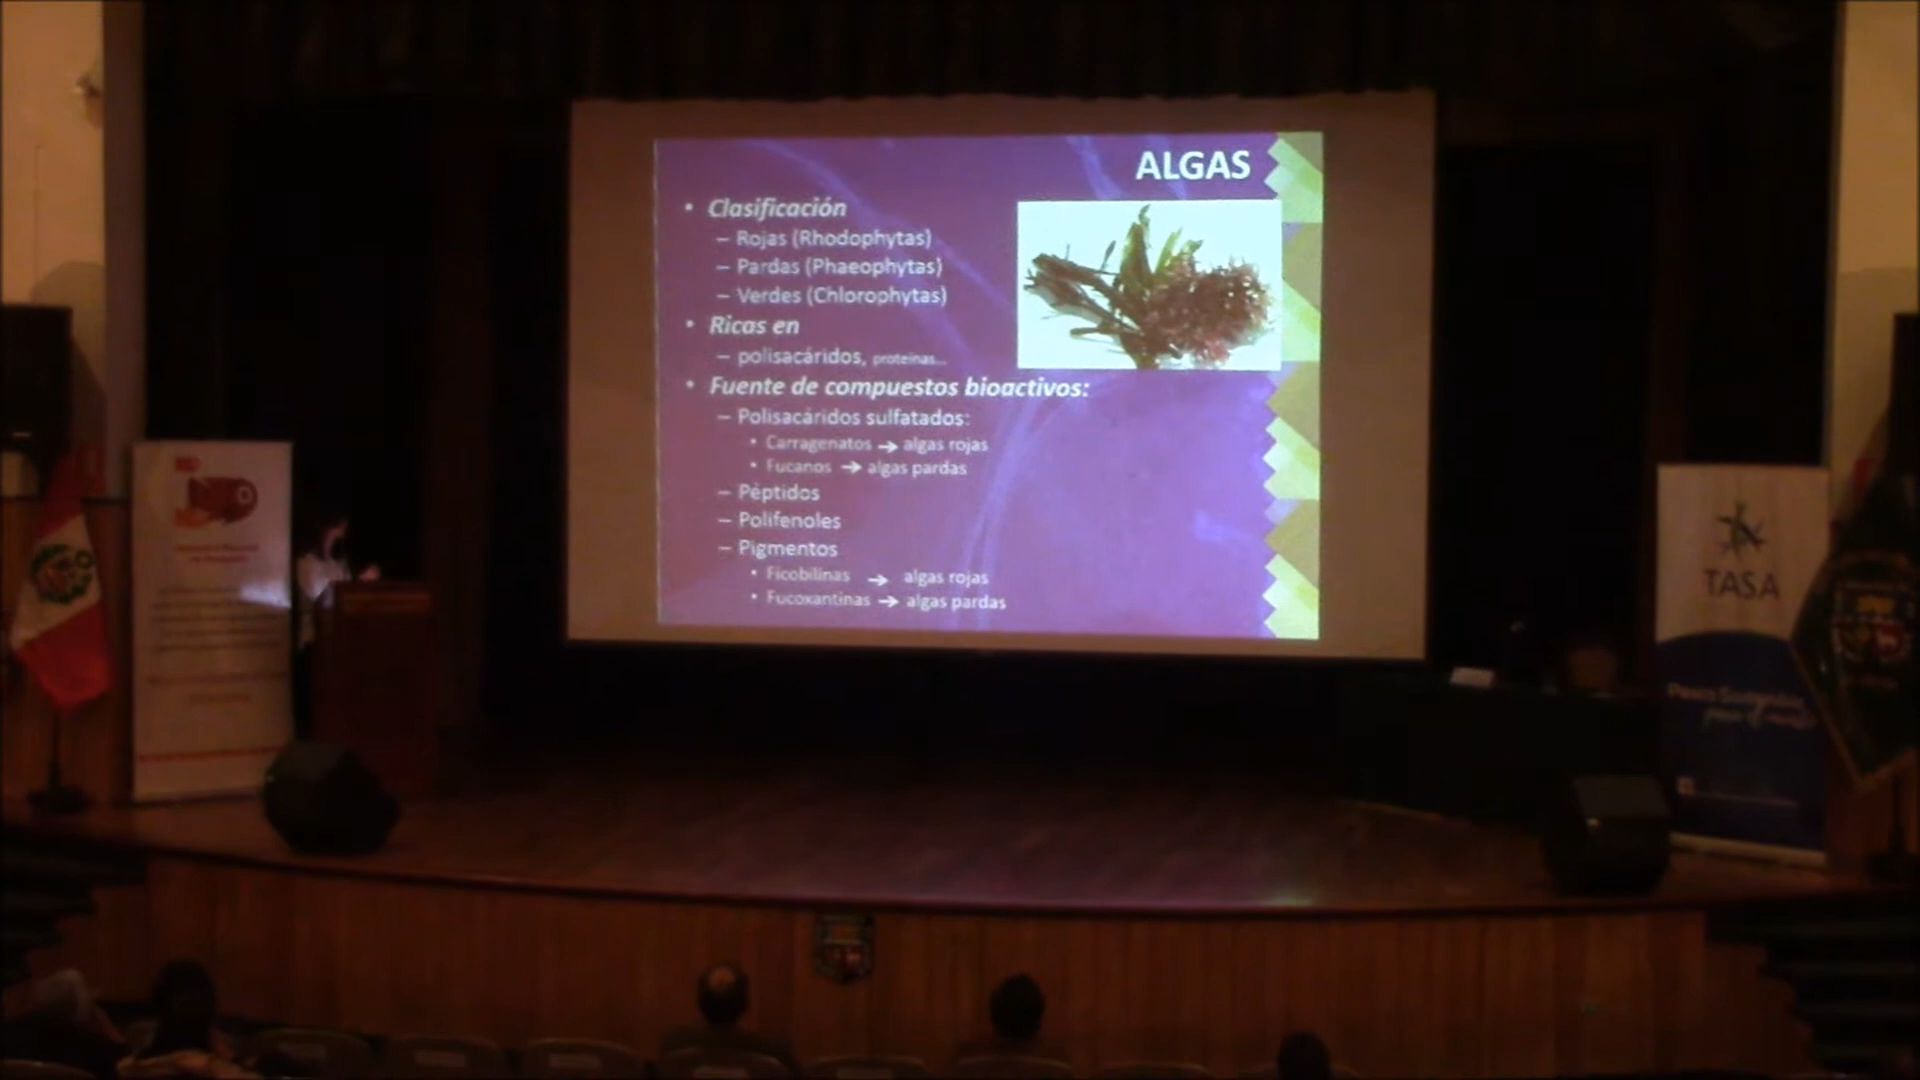 ALGAS
• Clasificación
– Rojas (Rhodophytas)
– Pardas (Phaeophytas)
– Verdes (Chlorophytas)
• Ricas en
– polisacáridos, proteinas...
• Fuente de compuestos bioactivos:
– Polisacáridos sulfatados:
• Carragenatos → algas rojas
• Fucanos → algas pardas
– Péptidos
– Polifenoles
– Pigmentos
• Ficobilinas → algas rojas
• Fucoxantinas → algas pardas
TASA